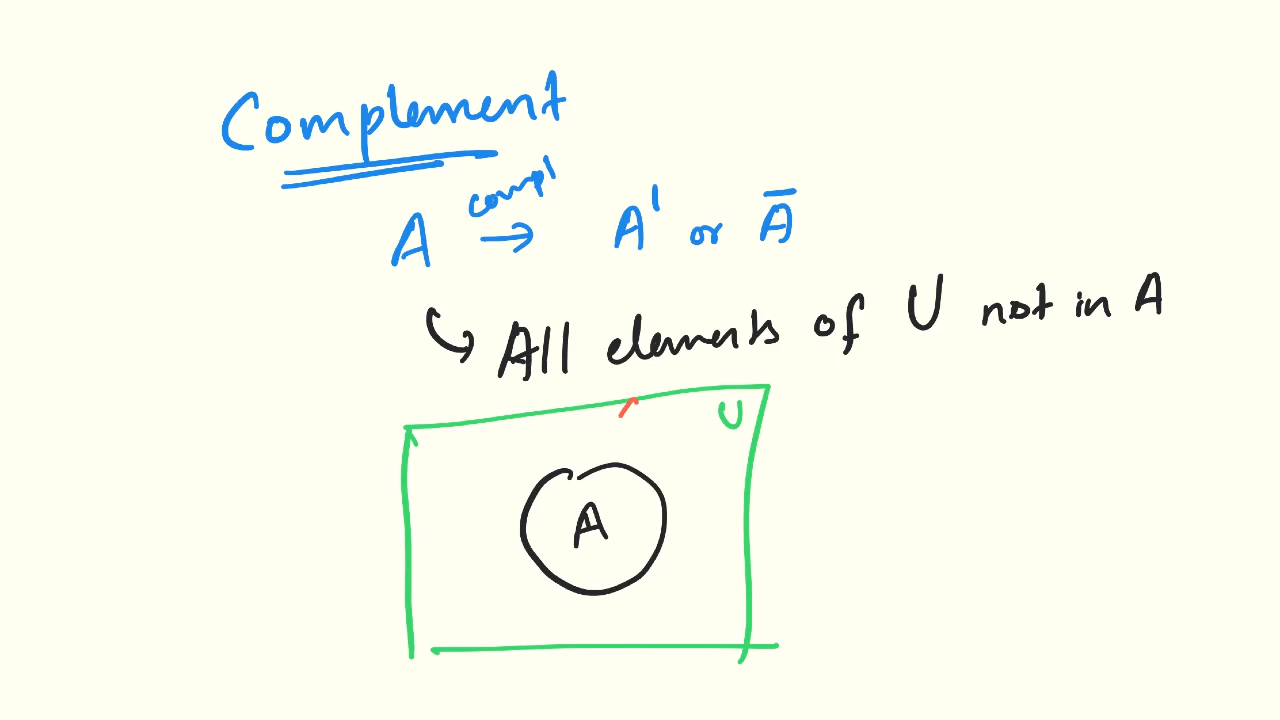 Complement
compl
A → A' or Ā
↳ All elements of U not in A
U
A